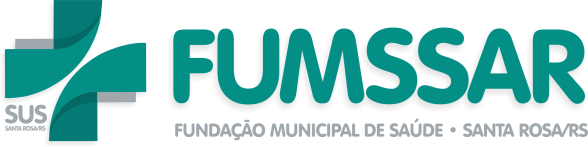 FUMSSAR
SUS
SANTA ROSA/RS
FUNDAÇÃO MUNICIPAL DE SAÚDE • SANTA ROSA/RS